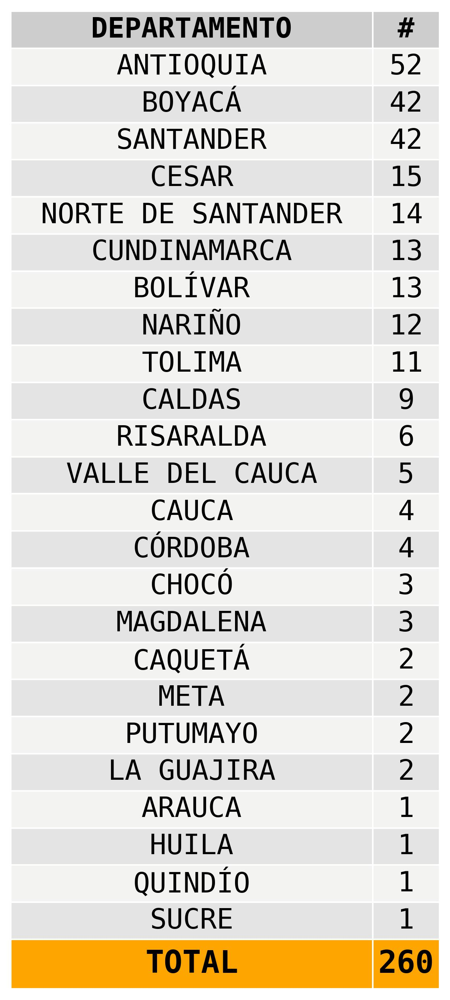 DEPARTAMENTO #
ANTIOQUIA 52
BOYACÁ 42
SANTANDER 42
CESAR 15
NORTE DE SANTANDER 14
CUNDINAMARCA 13
BOLÍVAR 13
NARIÑO 12
TOLIMA 11
CALDAS 9
RISARALDA 6
VALLE DEL CAUCA 5
CAUCA 4
CÓRDOBA 4
CHOCÓ 3
MAGDALENA 3
CAQUETÁ 2
META 2
PUTUMAYO 2
LA GUAJIRA 2
ARAUCA 1
HUILA 1
QUINDÍO 1
SUCRE 1
TOTAL 260